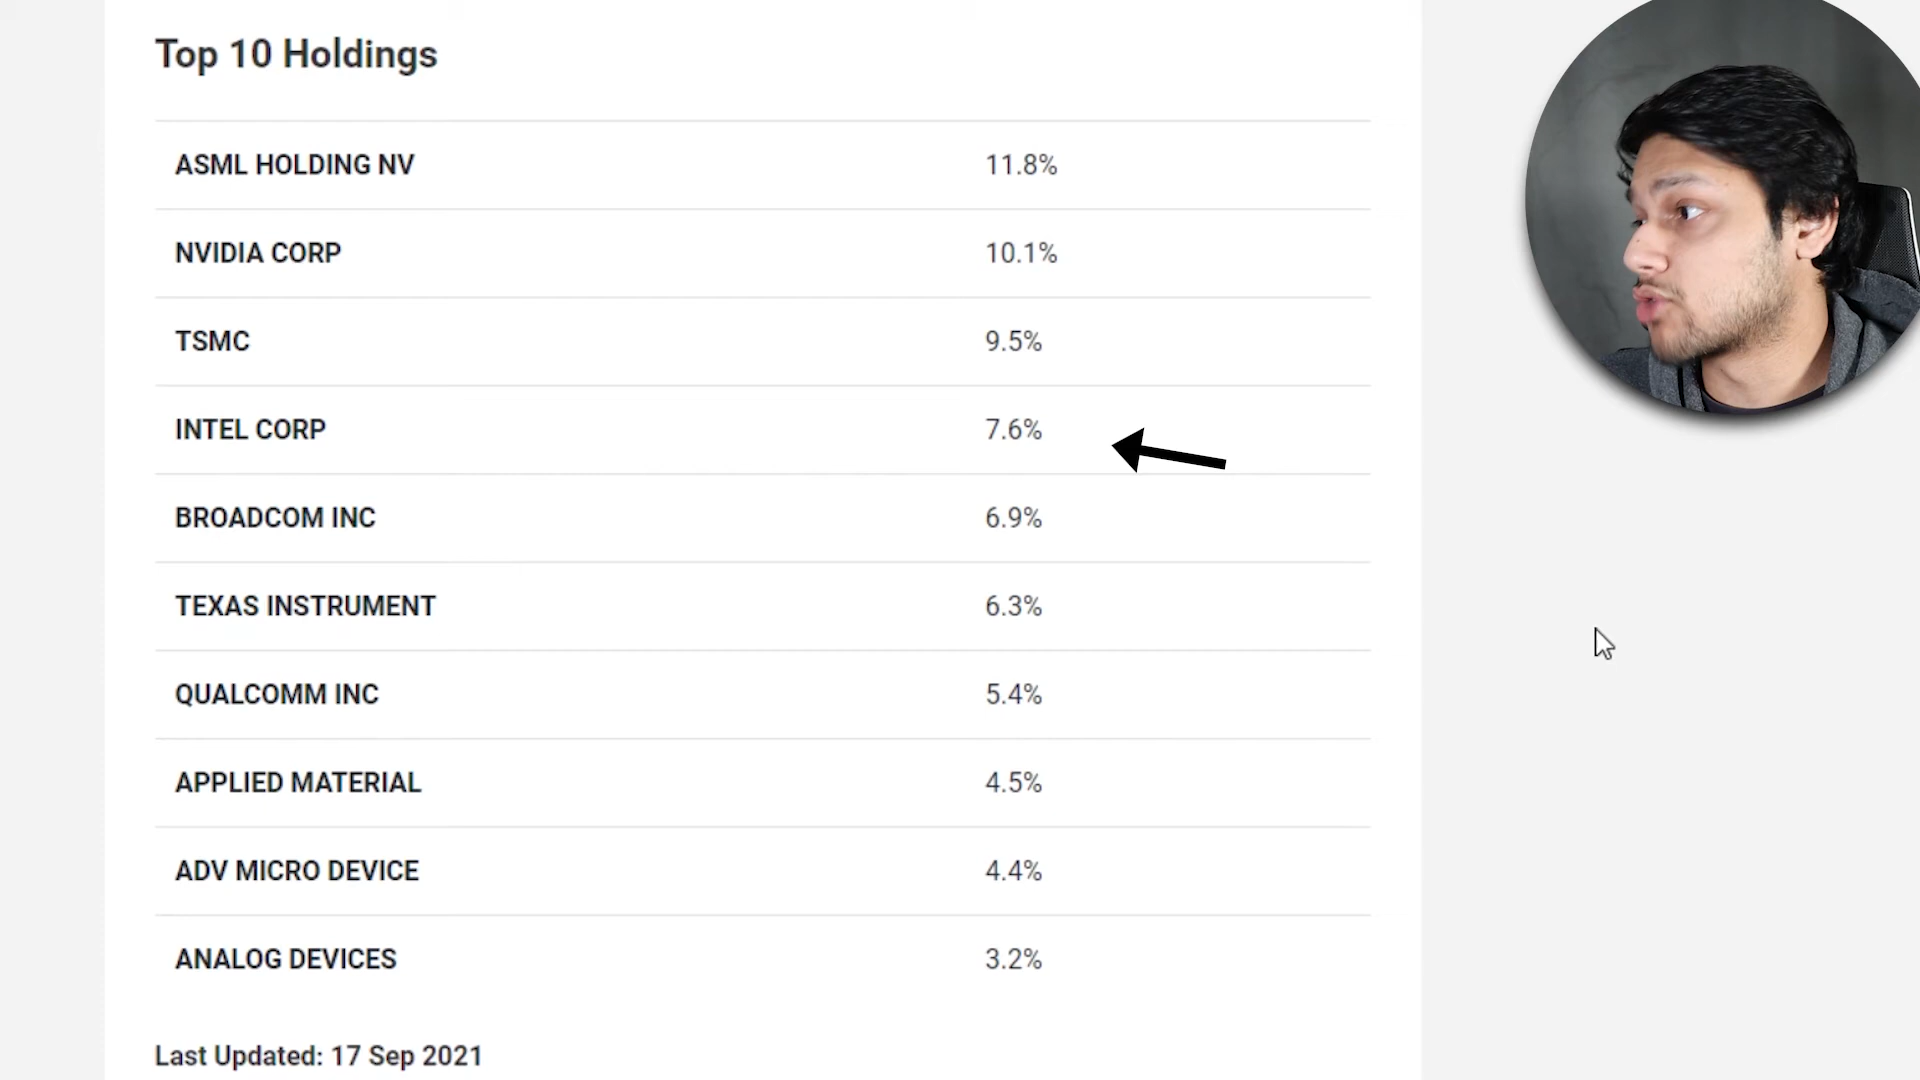 Top 10 Holdings
ASML HOLDING NV 11.8%
NVIDIA CORP 10.1%
TSMC 9.5%
INTEL CORP 7.6%
BROADCOM INC 6.9%
TEXAS INSTRUMENT 6.3%
QUALCOMM INC 5.4%
APPLIED MATERIAL 4.5%
ADV MICRO DEVICE 4.4%
ANALOG DEVICES 3.2%
Last Updated: 17 Sep 2021